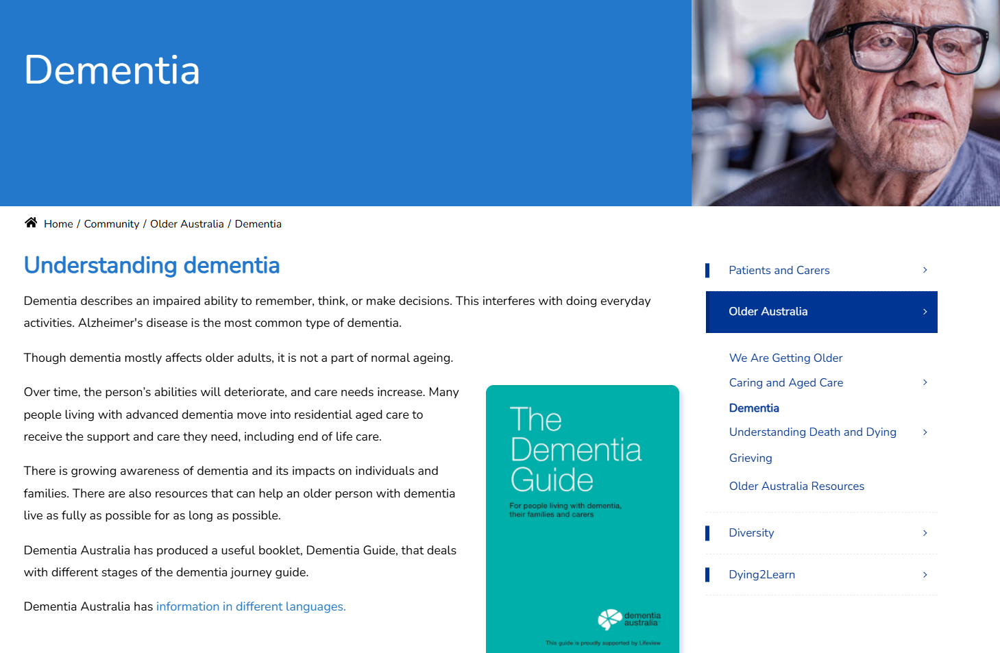 Dementia
Home / Community / Older Australia / Dementia
Understanding dementia
Dementia describes an impaired ability to remember, think, or make decisions. This interferes with doing everyday
activities. Alzheimer's disease is the most common type of dementia.
Though dementia mostly affects older adults, it is not a part of normal ageing.
Over time, the person’s abilities will deteriorate, and care needs increase. Many
people living with advanced dementia move into residential aged care to
receive the support and care they need, including end of life care.
There is growing awareness of dementia and its impacts on individuals and
families. There are also resources that can help an older person with dementia
live as fully as possible for as long as possible.
Dementia Australia has produced a useful booklet, Dementia Guide, that deals
with different stages of the dementia journey guide.
Dementia Australia has information in different languages.
The
Dementia
Guide
For people living with dementia,
their families and carers
dementia
australia
This guide is proudly supported by Lifeview
Patients and Carers
Older Australia
We Are Getting Older
Caring and Aged Care
Dementia
Understanding Death and Dying
Grieving
Older Australia Resources
Diversity
Dying2Learn